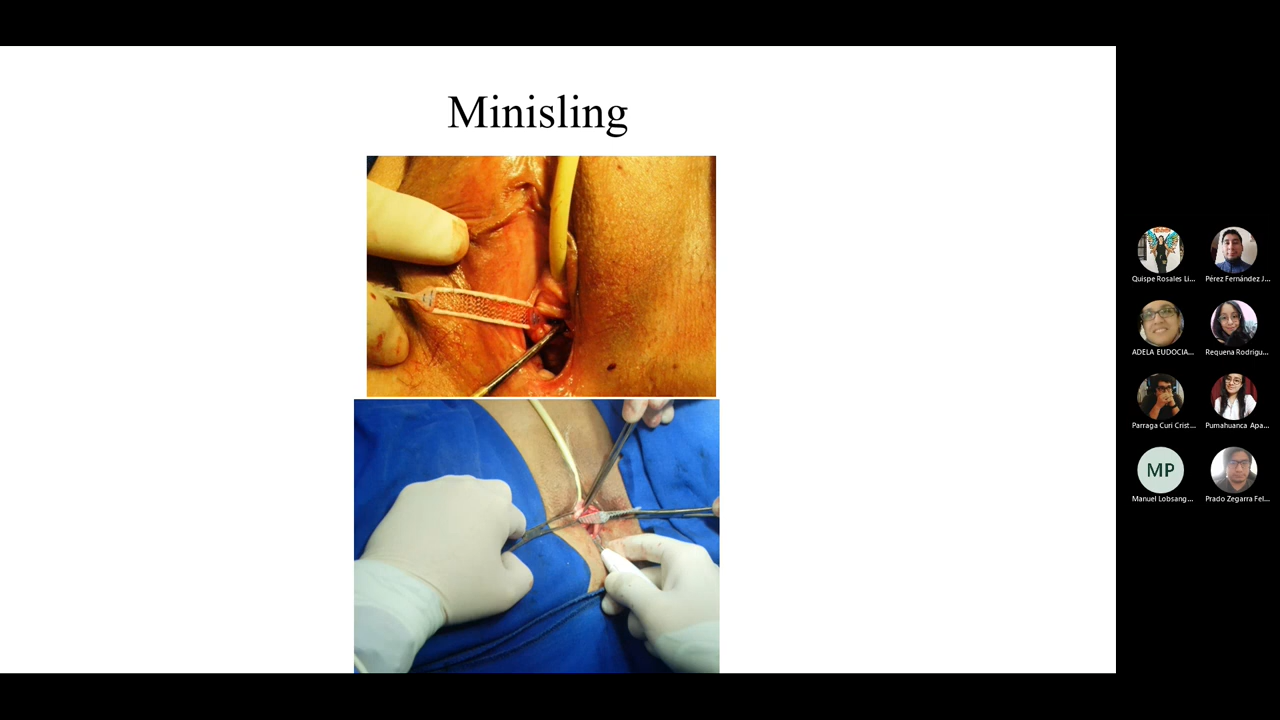 Minisling
Quispe Rosales Li...
Pérez Fernández J...
ADELA EUDOCIA...
Requena Rodrigu...
Parraga Curi Crist...
Pumahuanca Apa...
MP
Manuel Lobsang...
Prado Zegarra Fel...